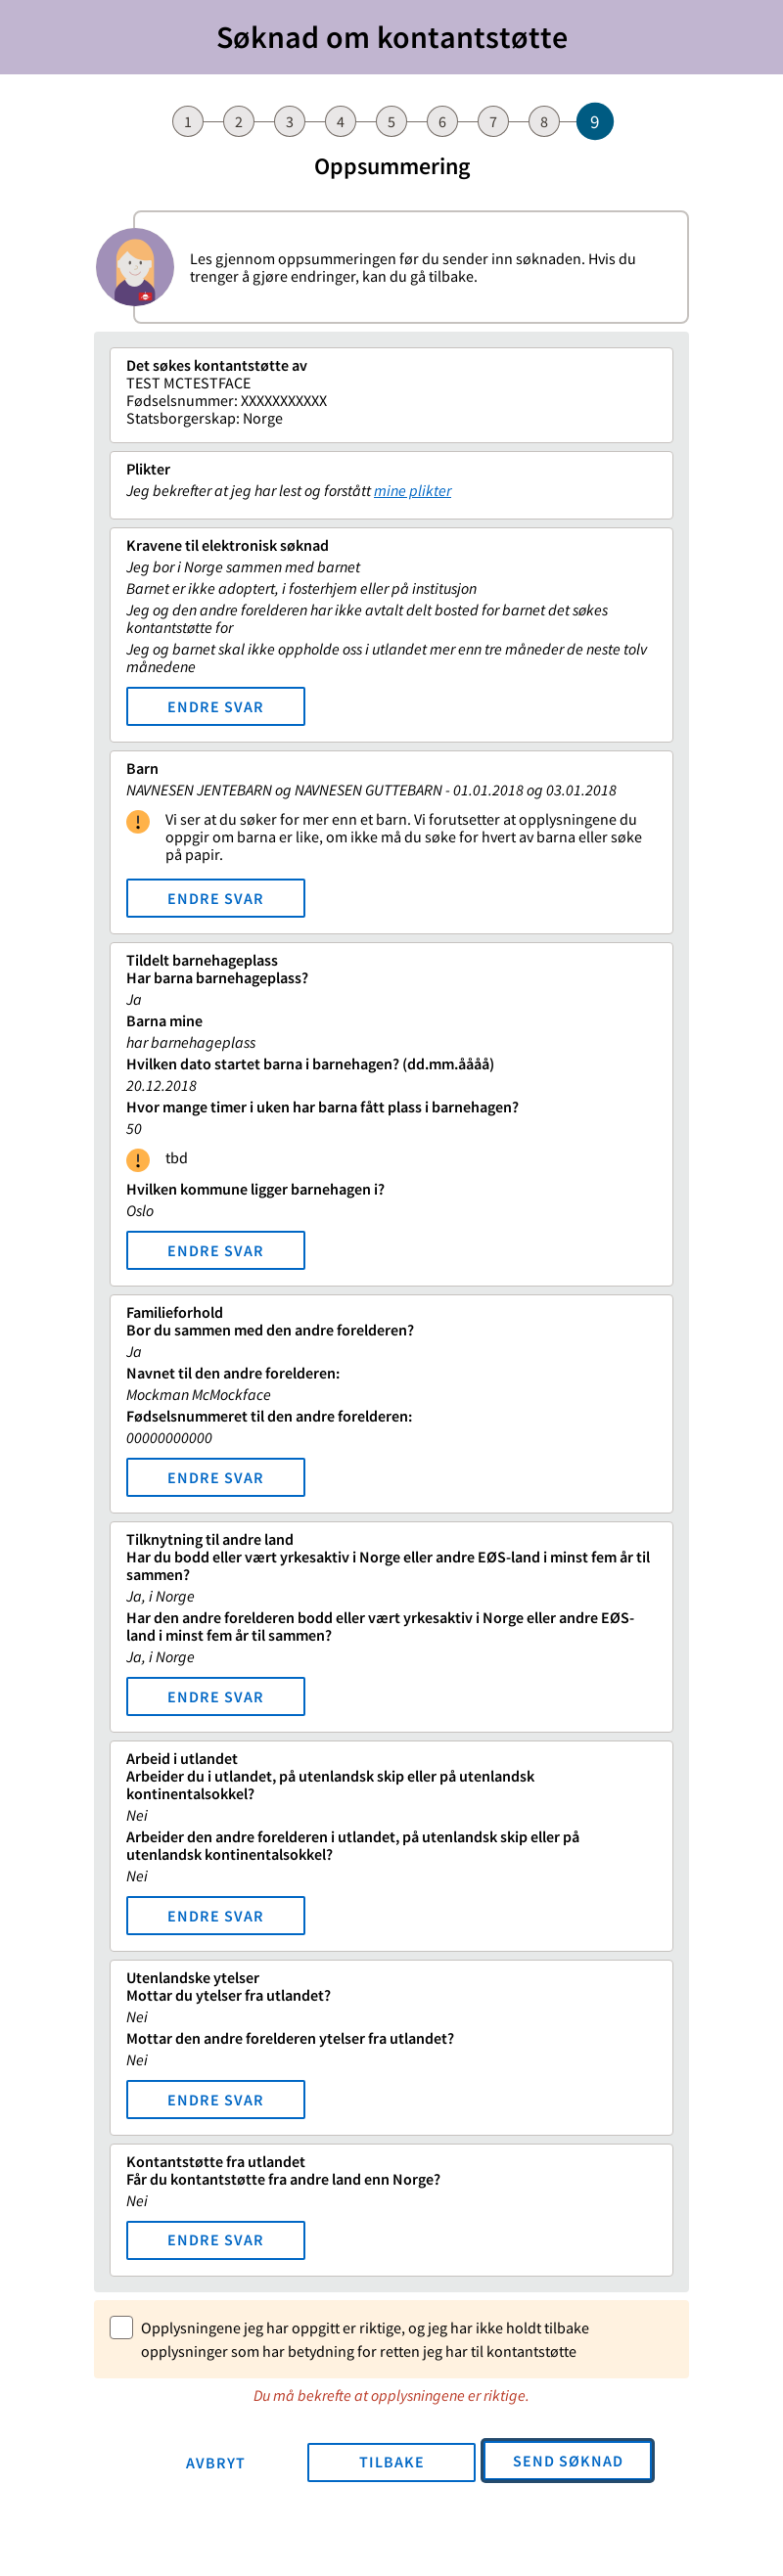 Søknad om kontantstøtte
1 2 3 4 5 6 7 8 9
Oppsummering
Les gjennom oppsummeringen før du sender inn søknaden. Hvis du
trenger å gjøre endringer, kan du gå tilbake.
Det søkes kontantstøtte av
TEST MCTESTFACE
Fødselsnummer: XXXXXXXXXXX
Statsborgerskap: Norge
Plikter
Jeg bekrefter at jeg har lest og forstått mine plikter
Kravene til elektronisk søknad
Jeg bor i Norge sammen med barnet
Barnet er ikke adoptert, i fosterhjem eller på institusjon
Jeg og den andre forelderen har ikke avtalt delt bosted for barnet det søkes
kontantstøtte for
Jeg og barnet skal ikke oppholde oss i utlandet mer enn tre måneder de neste tolv
månedene
ENDRE SVAR
Barn
NAVNESEN JENTEBARN og NAVNESEN GUTTEBARN - 01.01.2018 og 03.01.2018
Vi ser at du søker for mer enn et barn. Vi forutsetter at opplysningene du
oppgir om barna er like, om ikke må du søke for hvert av barna eller søke
på papir.
ENDRE SVAR
Tildelt barnehageplass
Har barna barnehageplass?
Ja
Barna mine
har barnehageplass
Hvilken dato startet barna i barnehagen? (dd.mm.åååå)
20.12.2018
Hvor mange timer i uken har barna fått plass i barnehagen?
50
tbd
Hvilken kommune ligger barnehagen i?
Oslo
ENDRE SVAR
Familieforhold
Bor du sammen med den andre forelderen?
Ja
Navnet til den andre forelderen:
Mockman McMockface
Fødselsnummeret til den andre forelderen:
00000000000
ENDRE SVAR
Tilknytning til andre land
Har du bodd eller vært yrkesaktiv i Norge eller andre EØS-land i minst fem år til
sammen?
Ja, i Norge
Har den andre forelderen bodd eller vært yrkesaktiv i Norge eller andre EØS-
land i minst fem år til sammen?
Ja, i Norge
ENDRE SVAR
Arbeid i utlandet
Arbeider du i utlandet, på utenlandsk skip eller på utenlandsk
kontinentalsokkel?
Nei
Arbeider den andre forelderen i utlandet, på utenlandsk skip eller på
utenlandsk kontinentalsokkel?
Nei
ENDRE SVAR
Utenlandske ytelser
Mottar du ytelser fra utlandet?
Nei
Mottar den andre forelderen ytelser fra utlandet?
Nei
ENDRE SVAR
Kontantstøtte fra utlandet
Får du kontantstøtte fra andre land enn Norge?
Nei
ENDRE SVAR
Opplysningene jeg har oppgitt er riktige, og jeg har ikke holdt tilbake
opplysninger som har betydning for retten jeg har til kontantstøtte
Du må bekrefte at opplysningene er riktige.
AVBRYT TILBAKE SEND SØKNAD